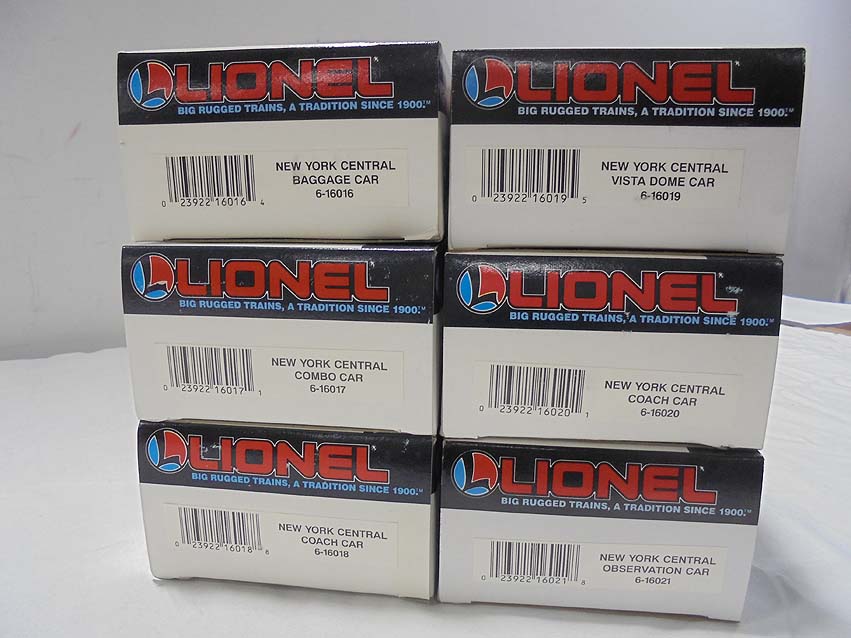 LIONEL
BIG RUGGED TRAINS, A TRADITION SINCE 1900.™
NEW YORK CENTRAL
BAGGAGE CAR
6-16016
0 23922 16016 4
LIONEL
BIG RUGGED TRAINS, A TRADITION SINCE 1900.™
NEW YORK CENTRAL
VISTA DOME CAR
6-16019
0 23922 16019 5
LIONEL
BIG RUGGED TRAINS, A TRADITION SINCE 1900.™
NEW YORK CENTRAL
COMBO CAR
6-16017
0 23922 16017 1
LIONEL
BIG RUGGED TRAINS, A TRADITION SINCE 1900.™
NEW YORK CENTRAL
COACH CAR
6-16020
0 23922 16020 1
LIONEL
BIG RUGGED TRAINS, A TRADITION SINCE 1900.™
NEW YORK CENTRAL
COACH CAR
6-16018
0 23922 16018 8
LIONEL
BIG RUGGED TRAINS, A TRADITION SINCE 1900.™
NEW YORK CENTRAL
OBSERVATION CAR
6-16021
0 23922 16021 8